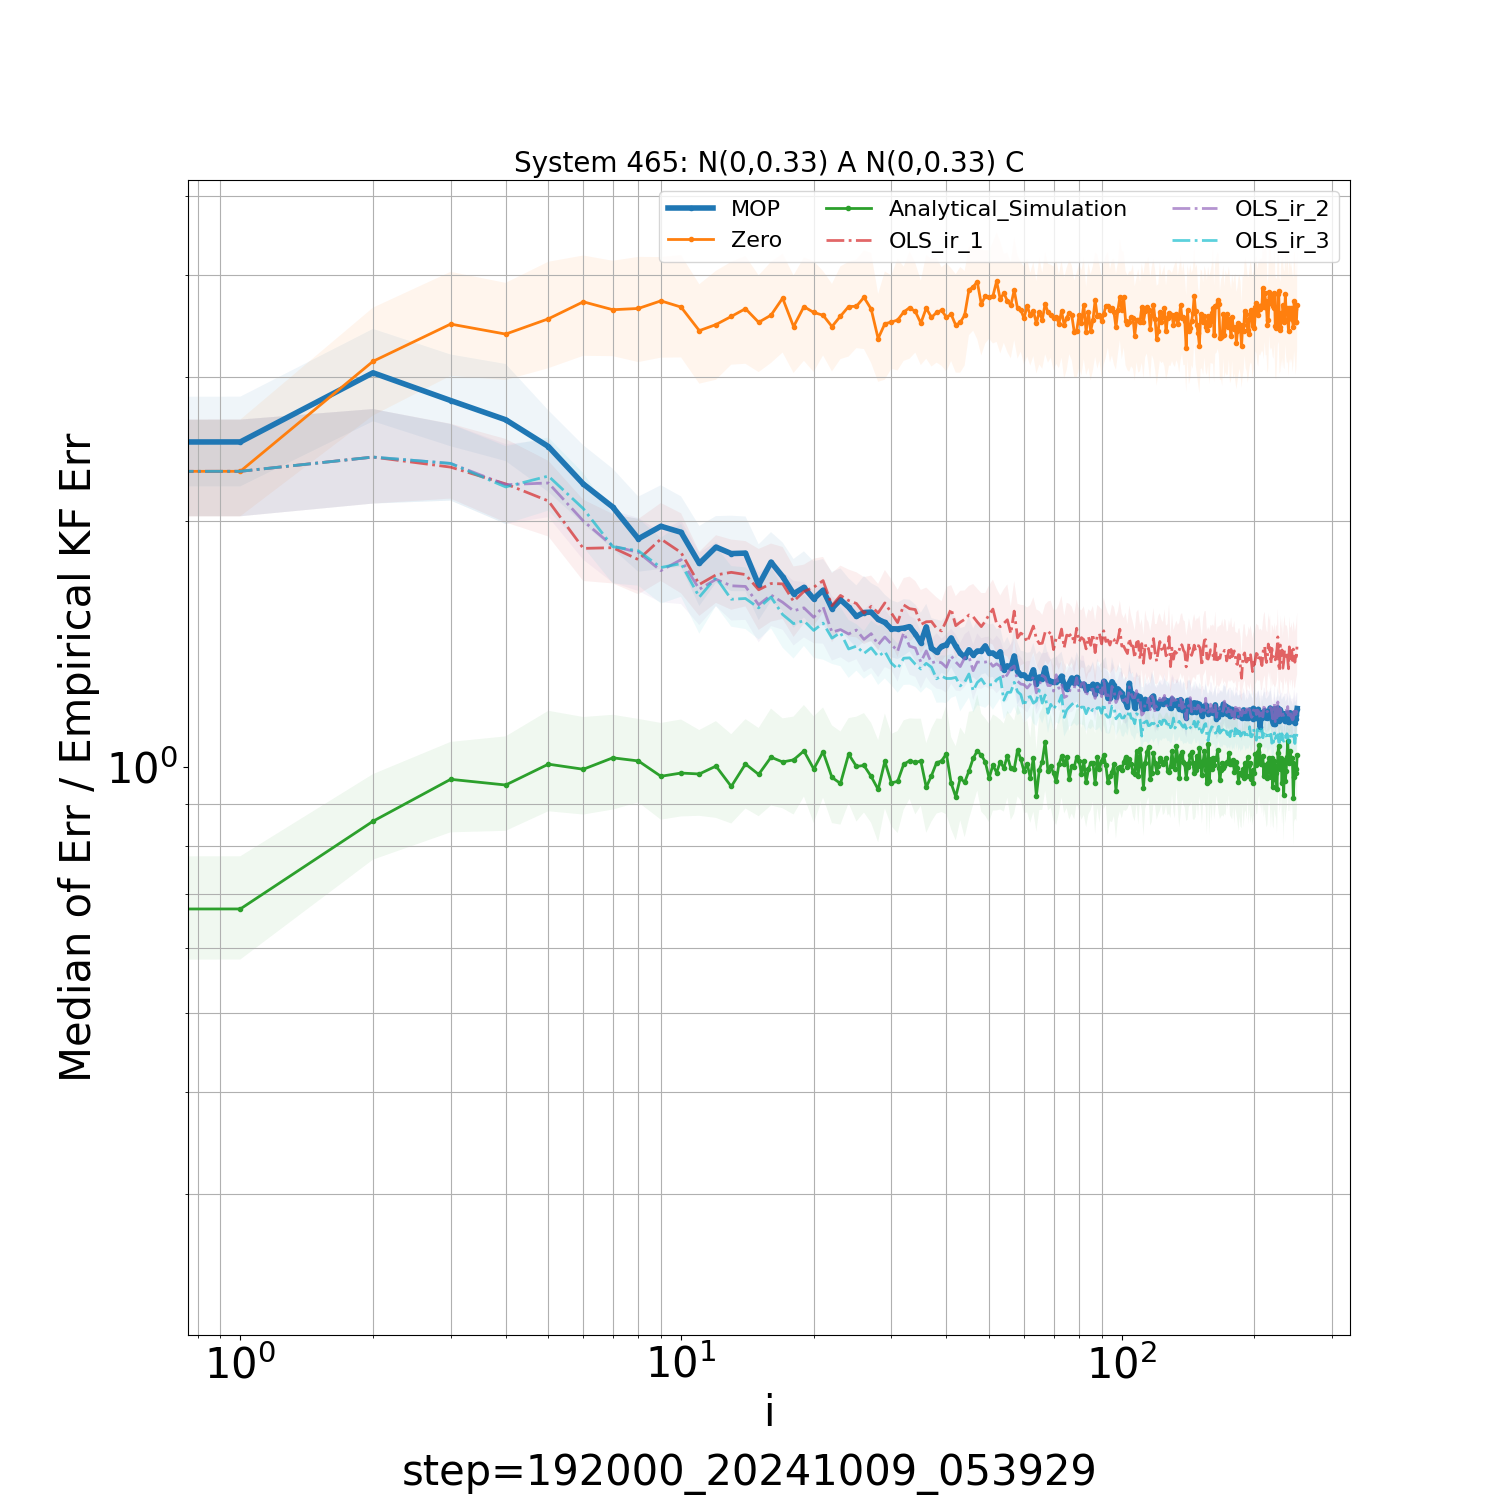 System 465: N(0,0.33) A N(0,0.33) C
MOP
Zero
Analytical_Simulation
OLS_ir_1
OLS_ir_2
OLS_ir_3
Median of Err / Empirical KF Err
10⁰
10⁰
10¹
10²
i
step=192000_20241009_053929